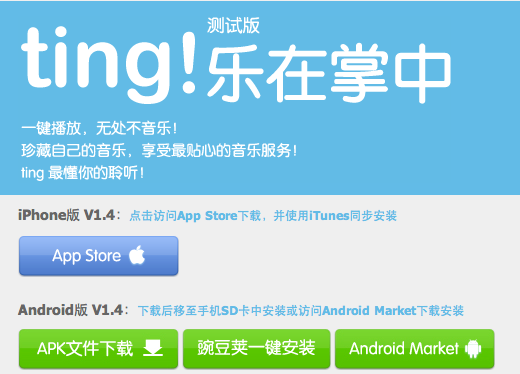 ting!
测试版
乐在掌中
一键播放，无处不音乐！
珍藏自己的音乐，享受最贴心的音乐服务！
ting 最懂你的聆听！
iPhone版 V1.4：点击访问App Store下载，并使用iTunes同步安装
App Store
Android版 V1.4：下载后移至手机SD卡中安装或访问Android Market下载安装
APK文件下载
豌豆荚一键安装
Android Market